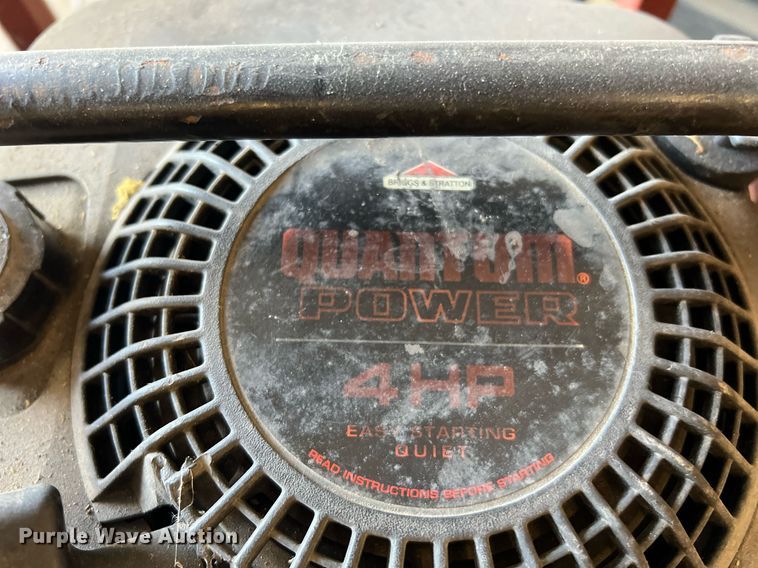 BRIGGS & STRATTON
QUANTUM®
POWER
4 HP
EASY STARTING
QUIET
READ INSTRUCTIONS BEFORE STARTING
Purple Wave Auction